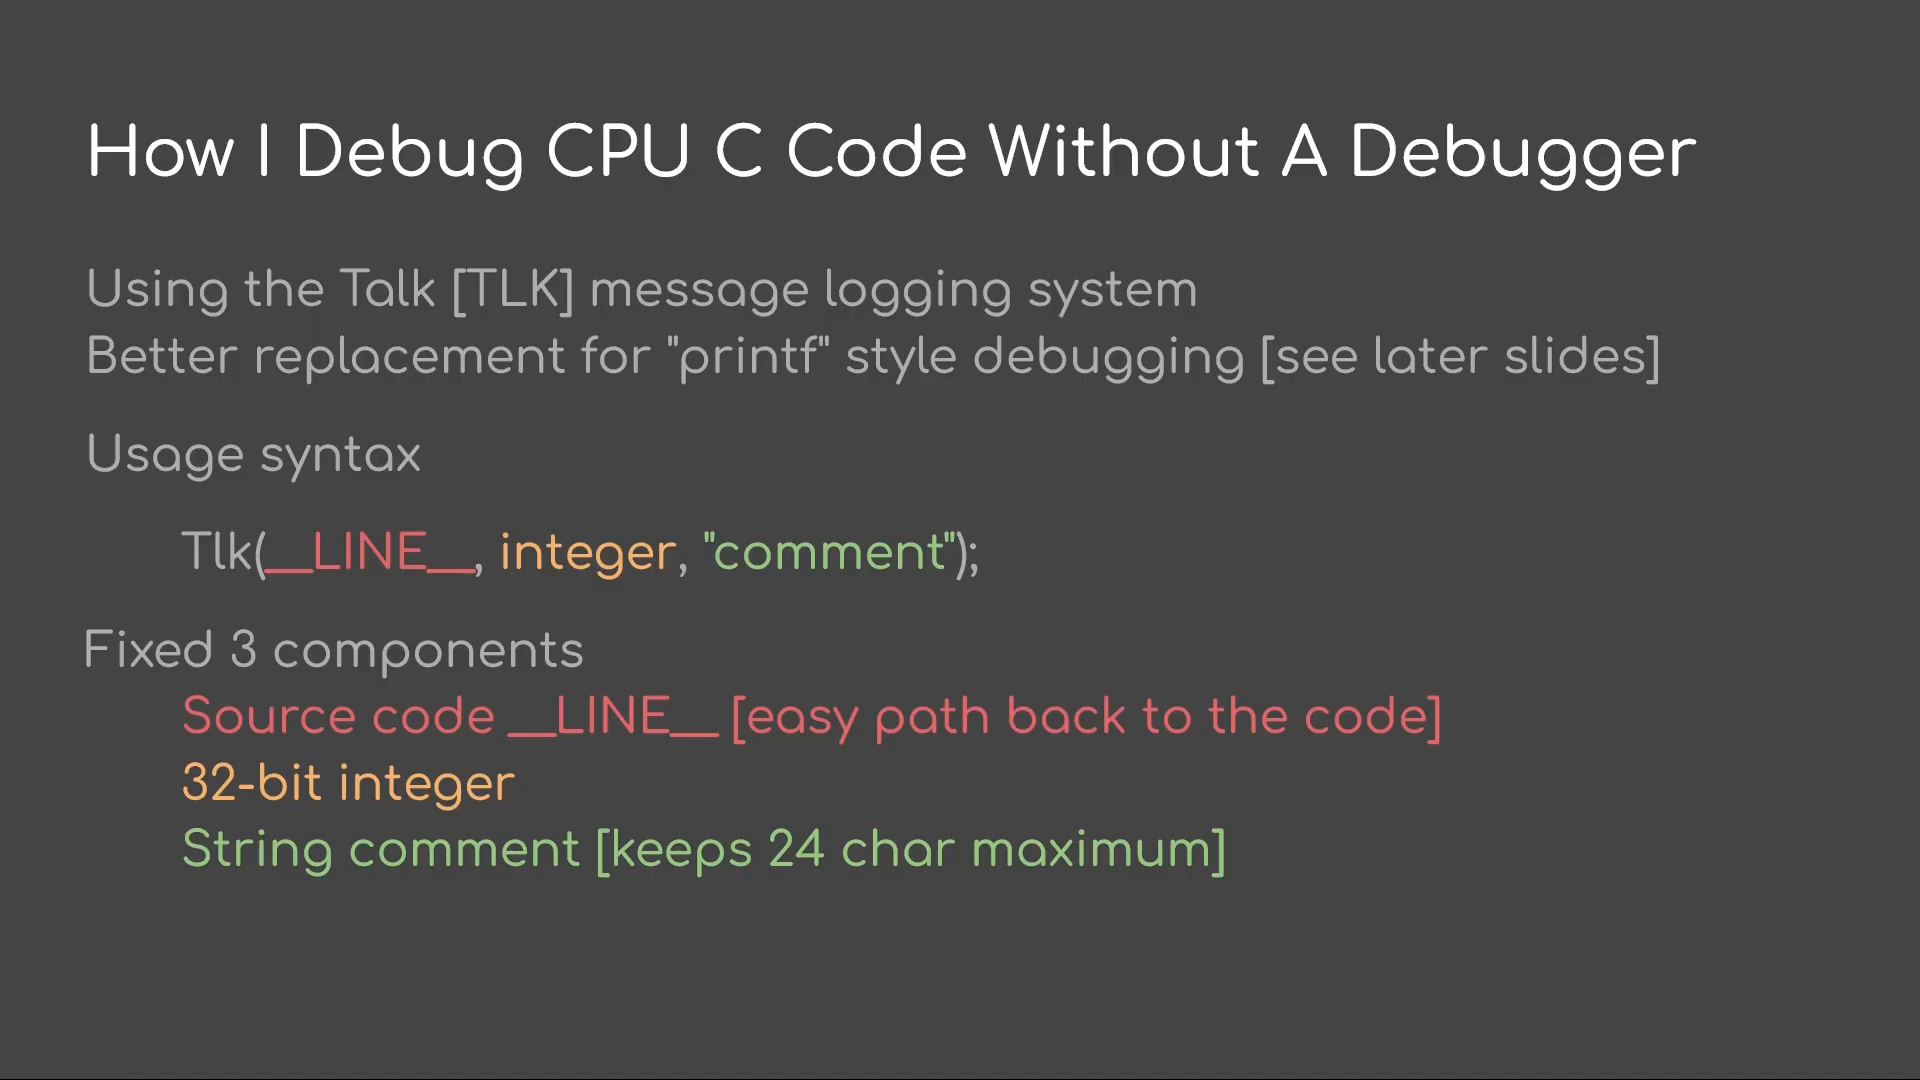 How I Debug CPU C Code Without A Debugger
Using the Talk [TLK] message logging system
Better replacement for "printf" style debugging [see later slides]
Usage syntax
Tlk(__LINE__, integer, "comment");
Fixed 3 components
Source code __LINE__ [easy path back to the code]
32-bit integer
String comment [keeps 24 char maximum]